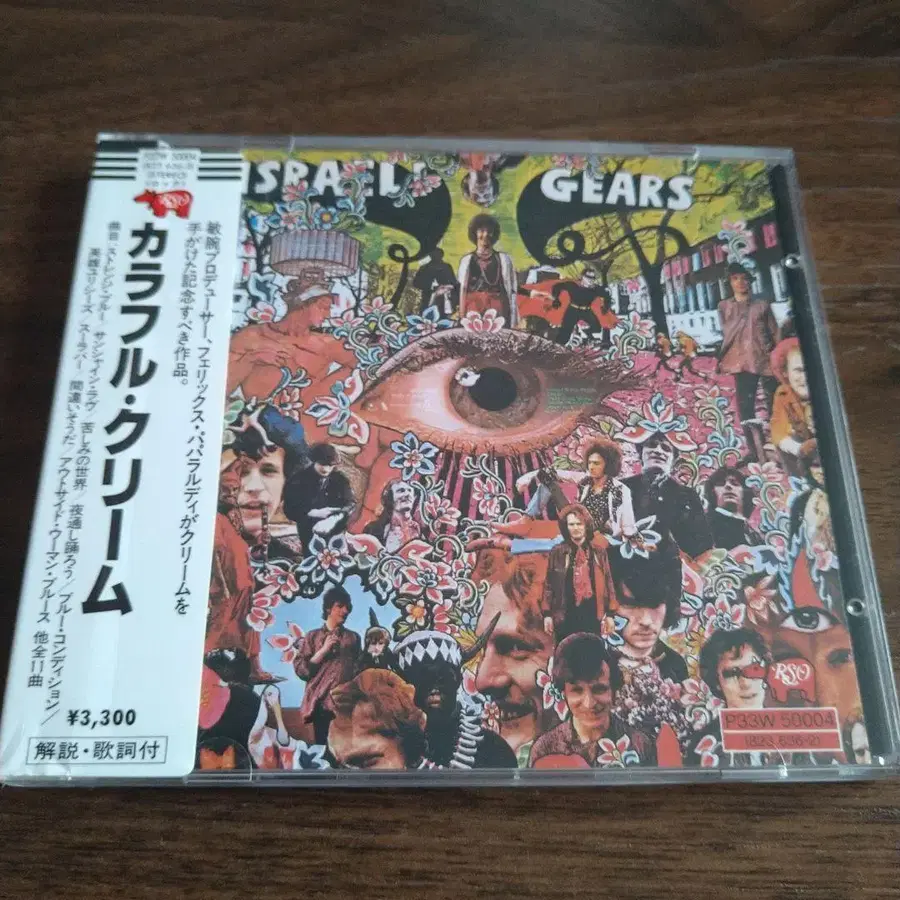 ISRAELI GEARS
RSO
敏腕プロデューサー、フェリックス・パパラルディがクリームを
手がけた記念すべき作品。
カラフル・クリーム
曲目・ストレンジ・ブルー/サンシャイン・ラヴ/苦しみの世界/夜通し踊ろう/ブルー・コンディション/
英雄ユリシーズ/スーラバー/間違いそうだ/アウトサイド・ウーマン・ブルース 他全11曲
¥3,300
解説・歌詞付
RSO
P33W 50004
(823 636-2)